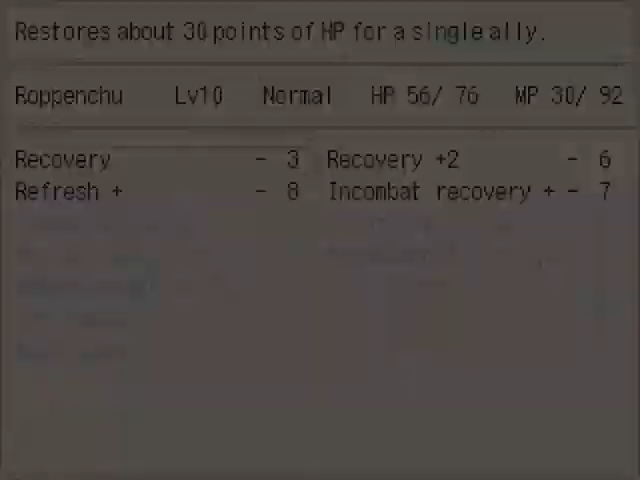 Restores about 30 points of HP for a single ally.
Roppenchu Lv10 Normal HP 56/ 76 MP 30/ 92
Recovery - 3 Recovery +2 - 6
Refresh + - 8 Incombat recovery + - 7